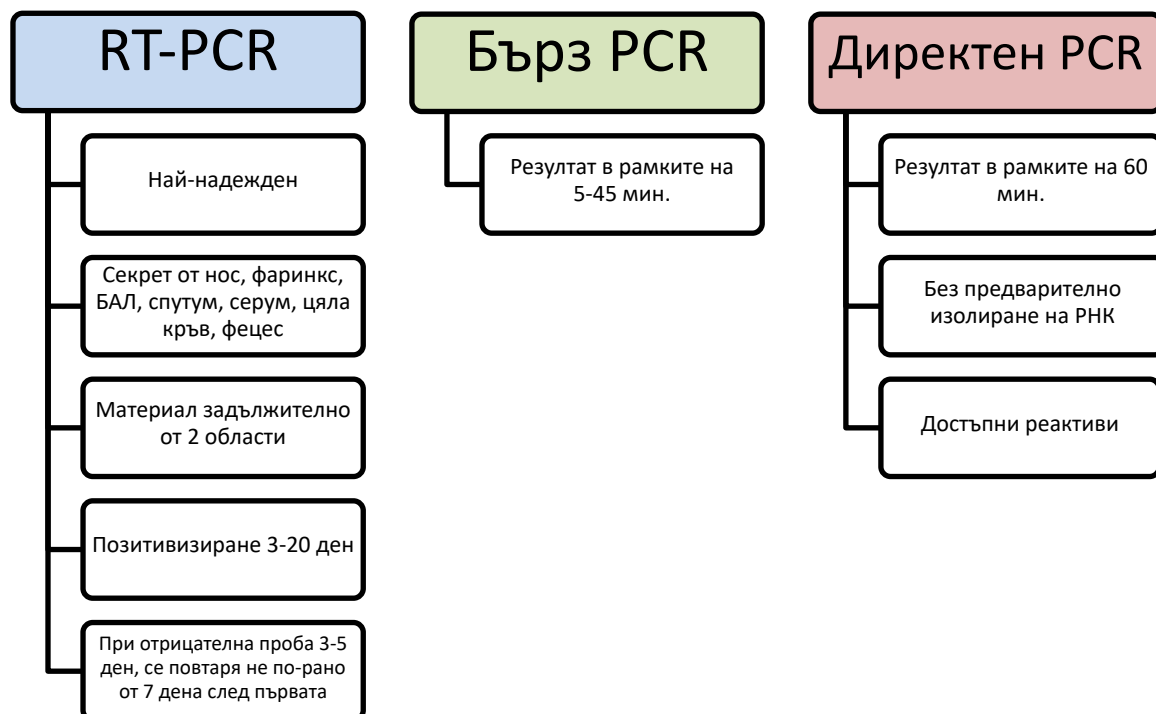 RT-PCR
Най-надежден
Секрет от нос, фаринкс,
БАЛ, спутум, серум, цяла
кръв, фецес
Материал задължително
от 2 области
Позитивизиране 3-20 ден
При отрицателна проба 3-5
ден, се повтаря не по-рано
от 7 дена след първата
Бърз PCR
Резултат в рамките на
5-45 мин.
Директен PCR
Резултат в рамките на 60
мин.
Без предварително
изолиране на РНК
Достъпни реактиви